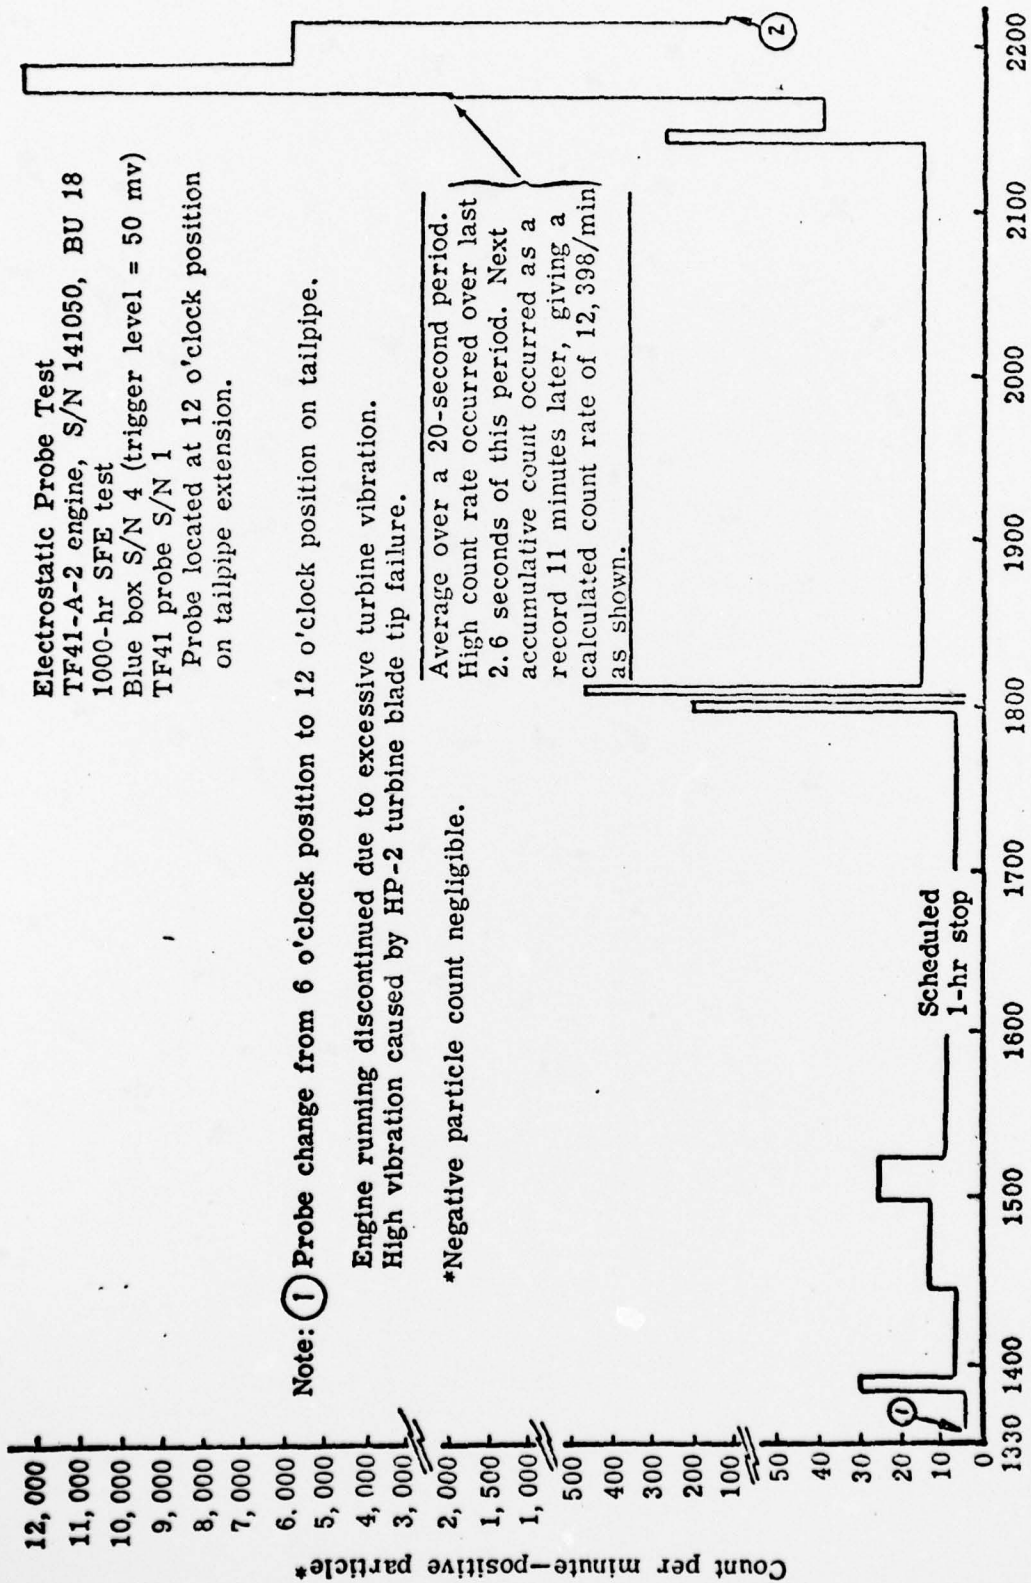 Electrostatic Probe Test
TF41-A-2 engine, S/N 141050, BU 18
1000-hr SFE test
Blue box S/N 4 (trigger level = 50 mv)
TF41 probe S/N 1
Probe located at 12 o'clock position
on tailpipe extension.
Note: 1 Probe change from 6 o'clock position to 12 o'clock position on tailpipe.
Engine running discontinued due to excessive turbine vibration.
High vibration caused by HP-2 turbine blade tip failure.
*Negative particle count negligible.
Average over a 20-second period.
High count rate occurred over last
2.6 seconds of this period. Next
accumulative count occurred as a
record 11 minutes later, giving a
calculated count rate of 12,398/min
as shown.
Scheduled
1-hr stop
1
2
Count per minute—positive particle*
12,000
11,000
10,000
9,000
8,000
7,000
6,000
5,000
4,000
3,000
2,000
1,500
1,000
500
400
300
200
100
50
40
30
20
10
0
1330
1400
1500
1600
1700
1800
1900
2000
2100
2200